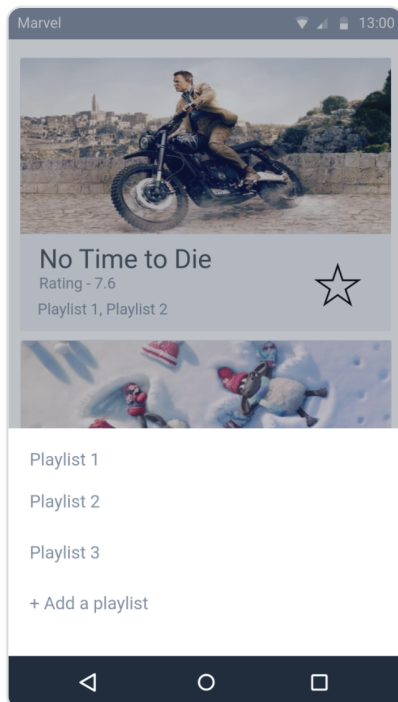 Marvel 13:00
No Time to Die
Rating - 7.6
Playlist 1, Playlist 2
Playlist 1
Playlist 2
Playlist 3
+ Add a playlist